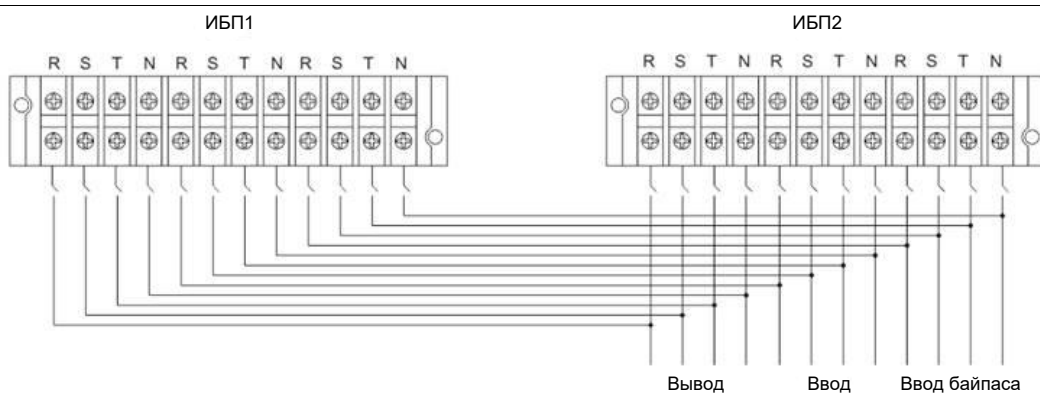 ИБП1 ИБП2
R S T N R S T N R S T N R S T N R S T N R S T N
Вывод Ввод Ввод байпаса